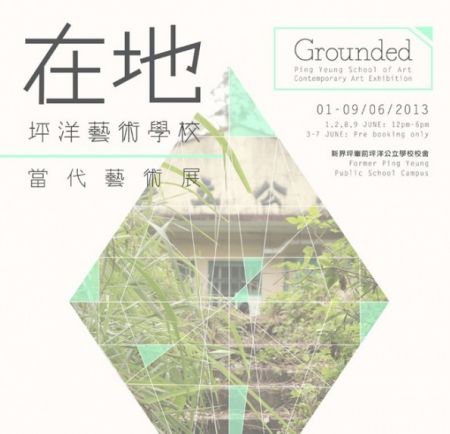 在地
坪洋藝術學校
當代藝術展
Grounded
Ping Yeung School of Art
Contemporary Art Exhibition
01-09/06/2013
1,2,8,9 JUNE: 12pm-6pm
3-7 JUNE: Pre booking only
新界坪輋前坪洋公立學校校舍
Former Ping Yeung
Public School Campus
公立